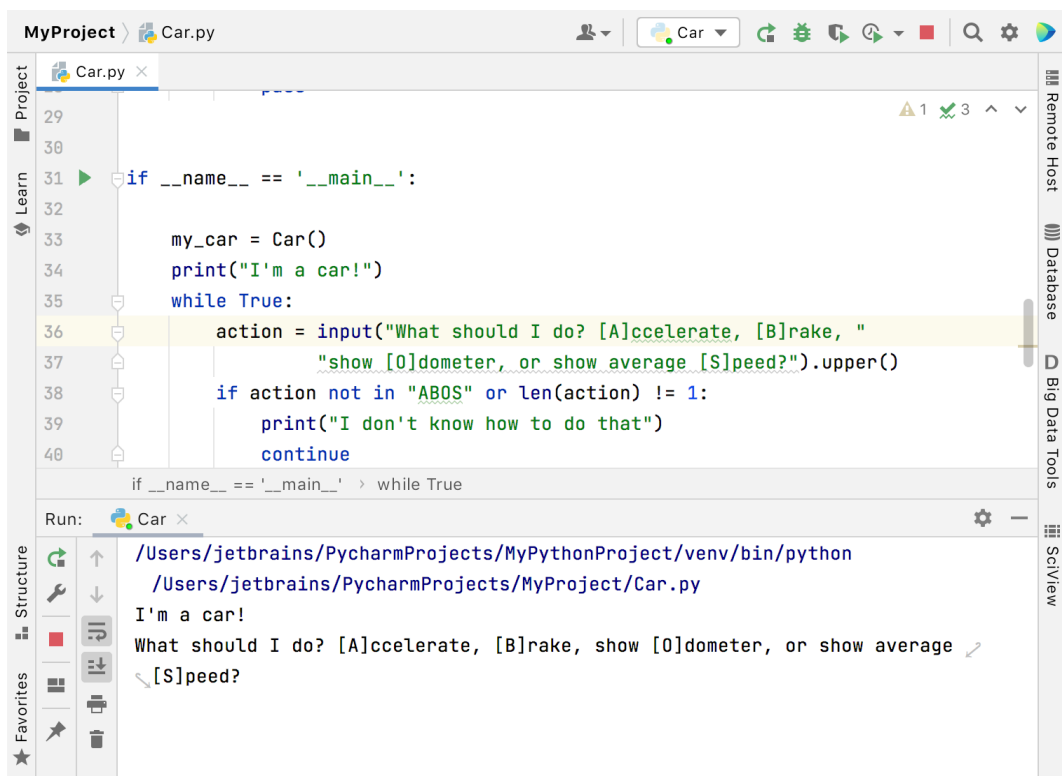 MyProject Car.py Car
Car.py
Project
Learn
Structure
Favorites
1 3
29
30
31 if __name__ == '__main__':
32
33 my_car = Car()
34 print("I'm a car!")
35 while True:
36 action = input("What should I do? [A]ccelerate, [B]rake, "
37 "show [O]dometer, or show average [S]peed?").upper()
38 if action not in "ABOS" or len(action) != 1:
39 print("I don't know how to do that")
40 continue
if __name__ == '__main__' › while True
Run: Car
/Users/jetbrains/PycharmProjects/MyPythonProject/venv/bin/python
/Users/jetbrains/PycharmProjects/MyProject/Car.py
I'm a car!
What should I do? [A]ccelerate, [B]rake, show [O]dometer, or show average
[S]peed?
Remote Host
Database
D Big Data Tools
SciView